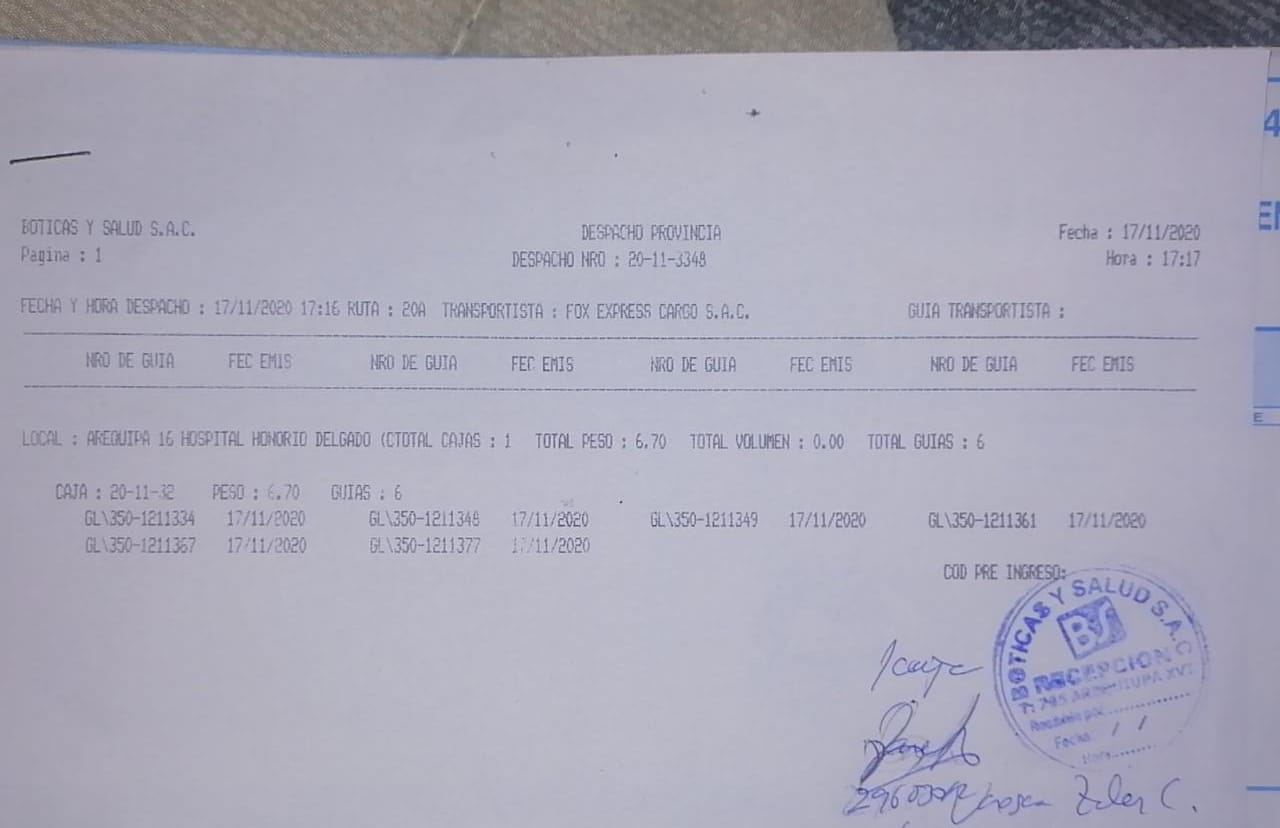 BOTICAS Y SALUD S.A.C.
DESPACHO PROVINCIA
Fecha : 17/11/2020
Pagina : 1
DESPACHO NRO : 20-11-3348
Hora : 17:17
FECHA Y HORA DESPACHO : 17/11/2020 17:16 RUTA : 20A TRANSPORTISTA : FOX EXPRESS CARGO S.A.C. GUIA TRANSPORTISTA :
NRO DE GUIA FEC EMIS NRO DE GUIA FEC EMIS NRO DE GUIA FEC EMIS NRO DE GUIA FEC EMIS
LOCAL : AREQUIPA 16 HOSPITAL HONORIO DELGADO (CTOTAL CAJAS : 1 TOTAL PESO : 6.70 TOTAL VOLUMEN : 0.00 TOTAL GUIAS : 6
CAJA : 20-11-32 PESO : 6.70 GUIAS : 6
GL\350-1211334 17/11/2020 GL\350-1211348 17/11/2020 GL\350-1211349 17/11/2020 GL\350-1211361 17/11/2020
GL\350-1211367 17/11/2020 GL\350-1211377 17/11/2020
COD PRE INGRESO:
BOTICAS Y SALUD S.A.C
BS
RECEPCION
Fecha: / /
Hora
1 caja
4
E